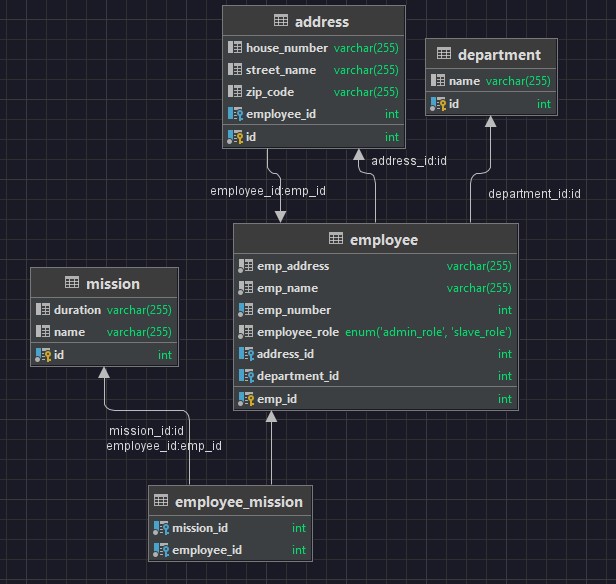 address
house_number varchar(255)
street_name varchar(255)
zip_code varchar(255)
employee_id int
id int
department
name varchar(255)
id int
address_id:id
employee_id:emp_id
department_id:id
employee
emp_address varchar(255)
emp_name varchar(255)
emp_number int
employee_role enum('admin_role', 'slave_role')
address_id int
department_id int
emp_id int
mission
duration varchar(255)
name varchar(255)
id int
mission_id:id
employee_id:emp_id
employee_mission
mission_id int
employee_id int